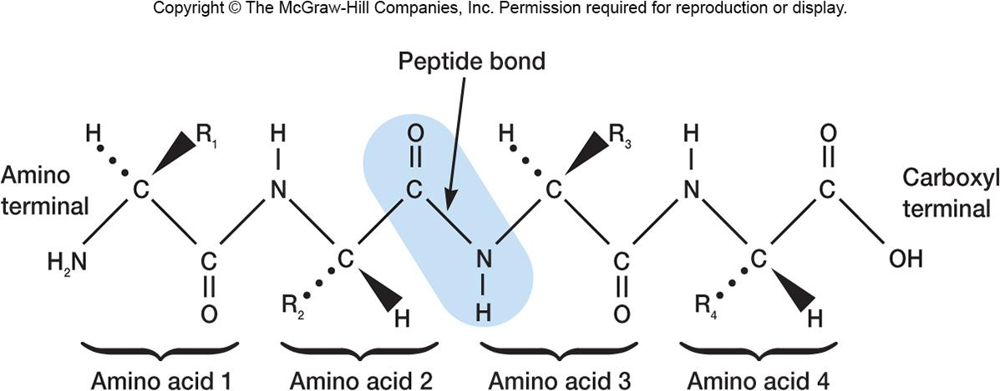 Copyright © The McGraw-Hill Companies, Inc. Permission required for reproduction or display.
Peptide bond
H R₁ H O H R₃ H O
Amino terminal
C N C C N C
Carboxyl terminal
H₂N C C N C C OH
O R₂ H H O R₄ H
Amino acid 1 Amino acid 2 Amino acid 3 Amino acid 4